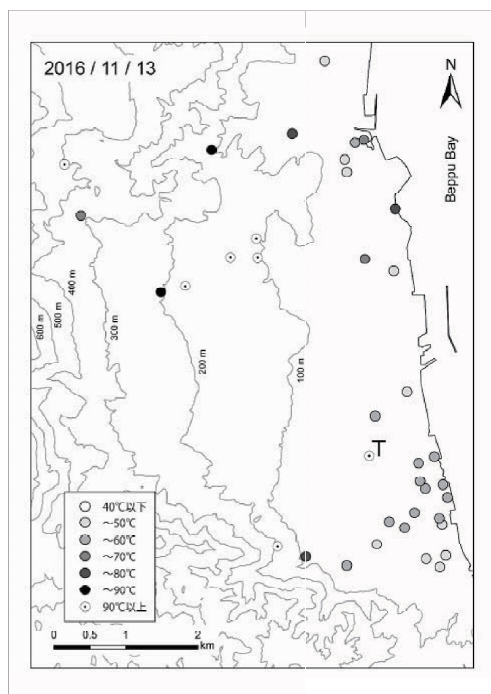 2016 / 11 / 13
N
Beppu Bay
600 m
500 m
400 m
300 m
200 m
100 m
T
40℃以下
～50℃
～60℃
～70℃
～80℃
～90℃
90℃以上
0 0.5 1 2
km